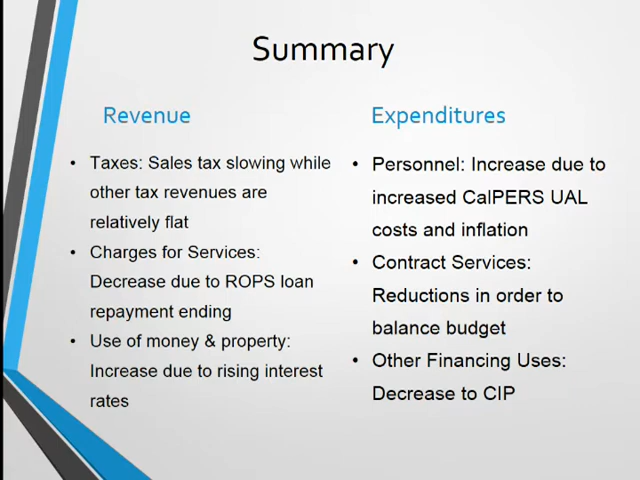 Summary
Revenue
• Taxes: Sales tax slowing while
other tax revenues are
relatively flat
• Charges for Services:
Decrease due to ROPS loan
repayment ending
• Use of money & property:
Increase due to rising interest
rates
Expenditures
• Personnel: Increase due to
increased CalPERS UAL
costs and inflation
• Contract Services:
Reductions in order to
balance budget
• Other Financing Uses:
Decrease to CIP